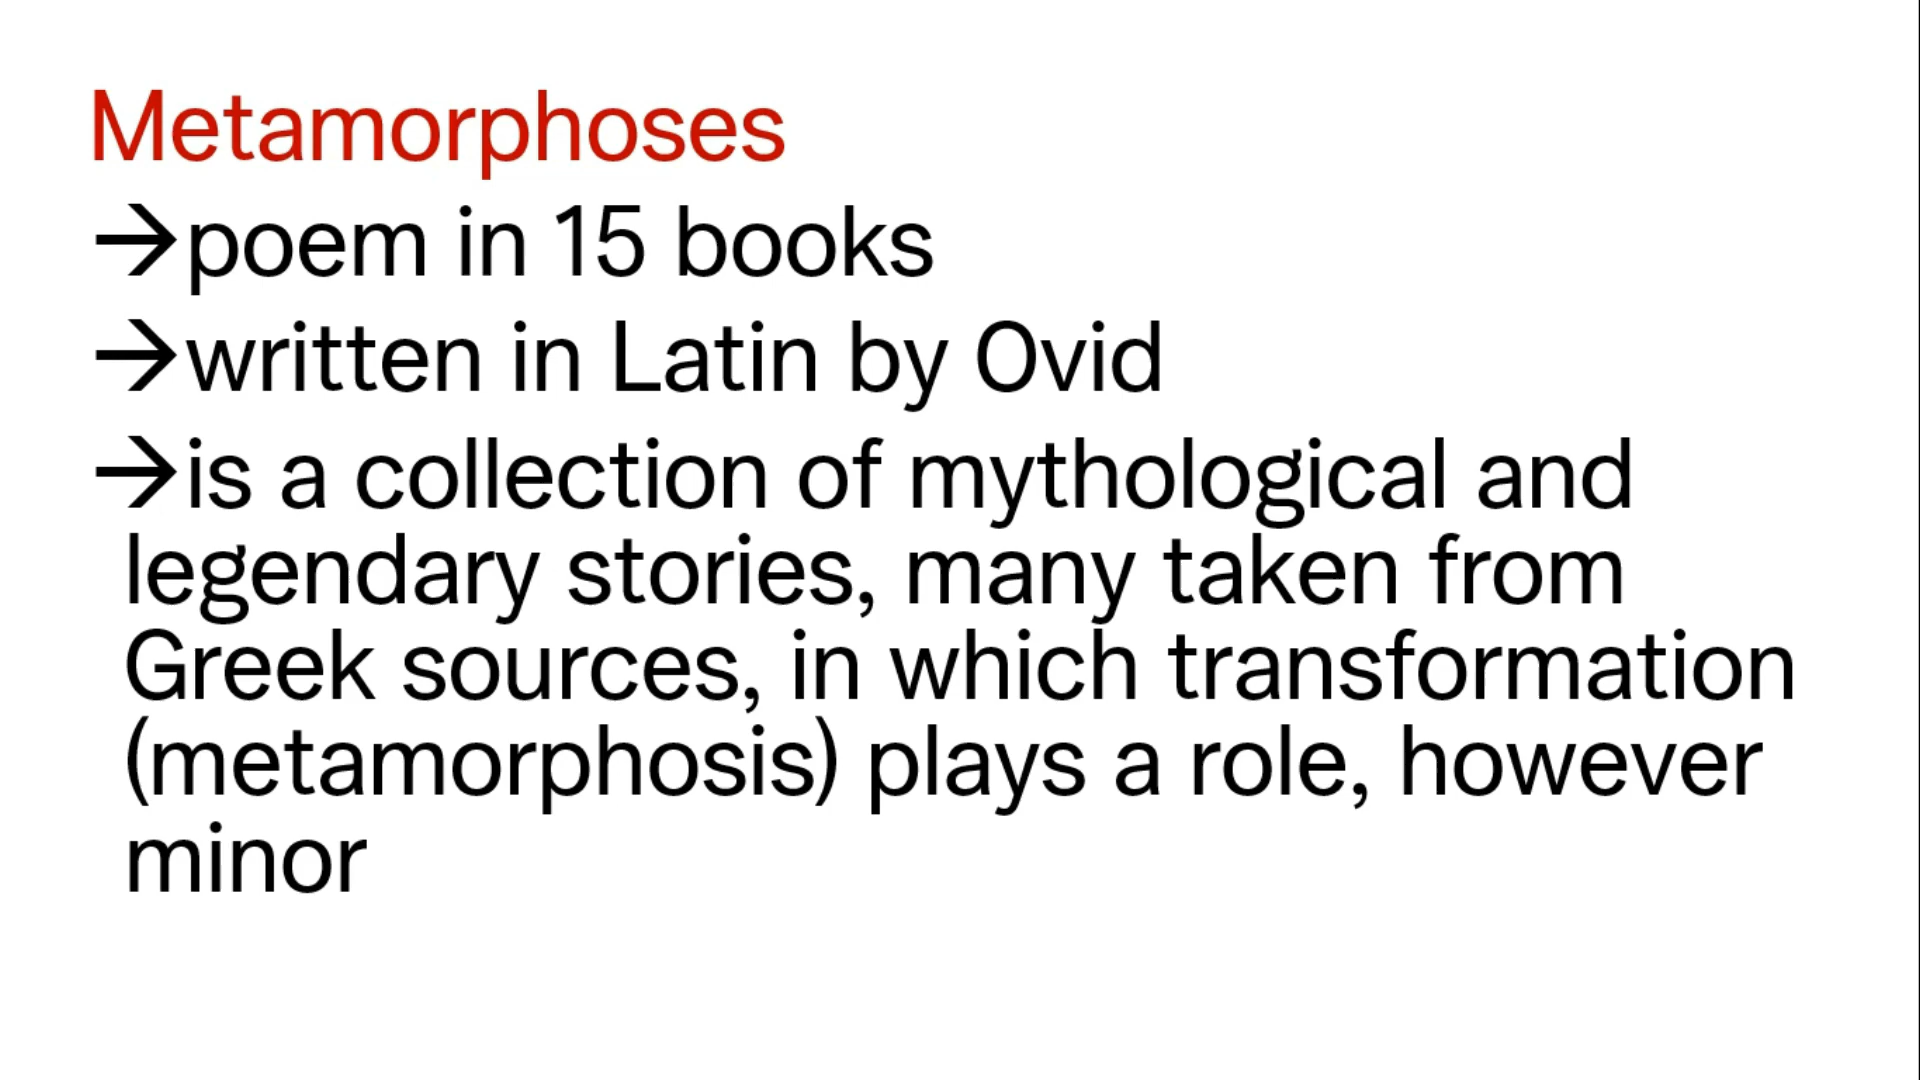 Metamorphoses
→poem in 15 books
→written in Latin by Ovid
→is a collection of mythological and
legendary stories, many taken from
Greek sources, in which transformation
(metamorphosis) plays a role, however
minor